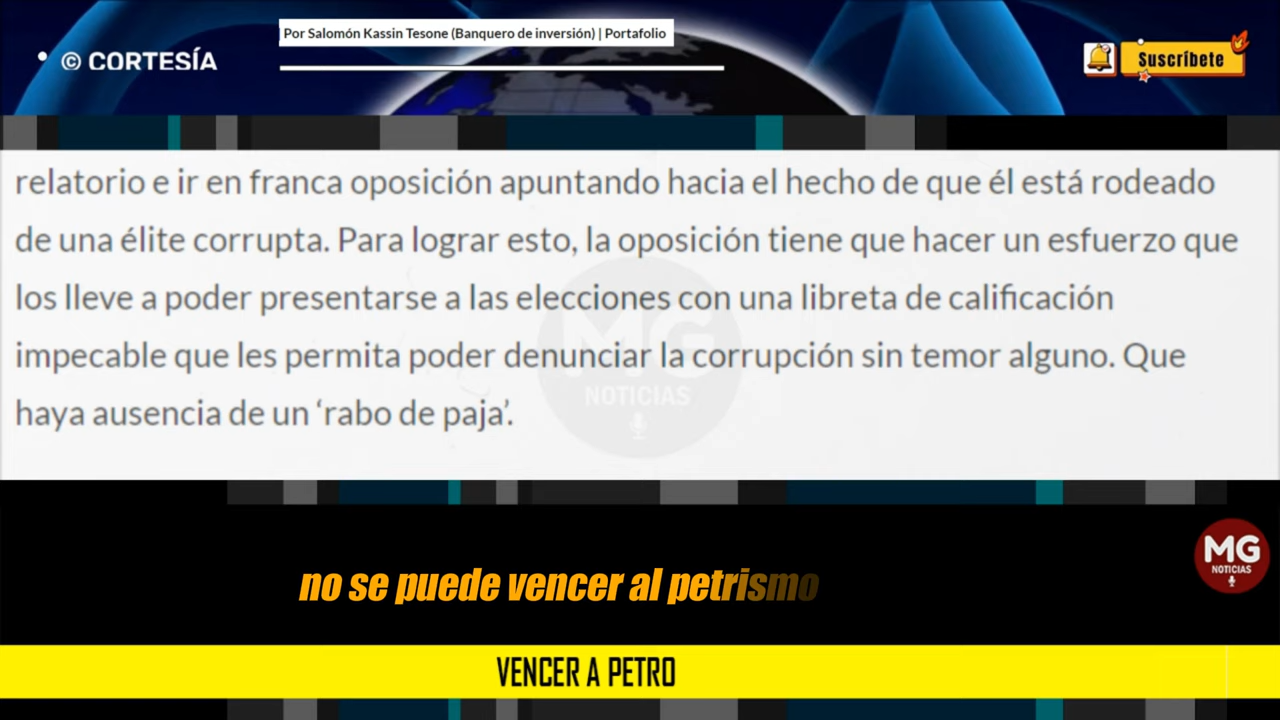 Por Salomón Kassin Tesone (Banquero de inversión) | Portafolio
© CORTESÍA
Suscríbete
relatorio e ir en franca oposición apuntando hacia el hecho de que él está rodeado
de una élite corrupta. Para lograr esto, la oposición tiene que hacer un esfuerzo que
los lleve a poder presentarse a las elecciones con una libreta de calificación
impecable que les permita poder denunciar la corrupción sin temor alguno. Que
haya ausencia de un ‘rabo de paja’.
MG
NOTICIAS
no se puede vencer al petrismo
MG
NOTICIAS
VENCER A PETRO